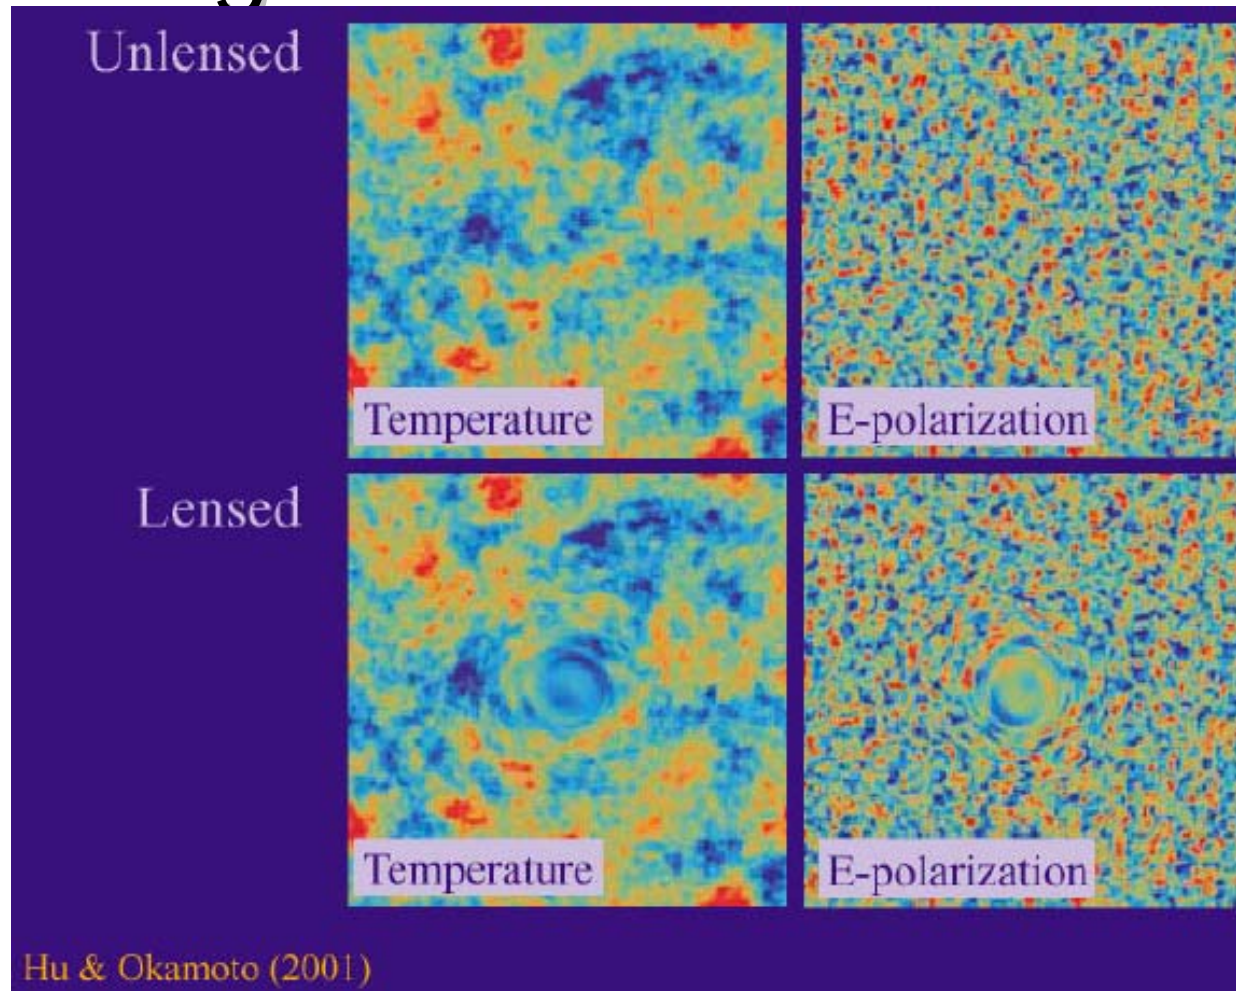 Unlensed
Temperature
E-polarization
Lensed
Temperature
E-polarization
Hu & Okamoto (2001)